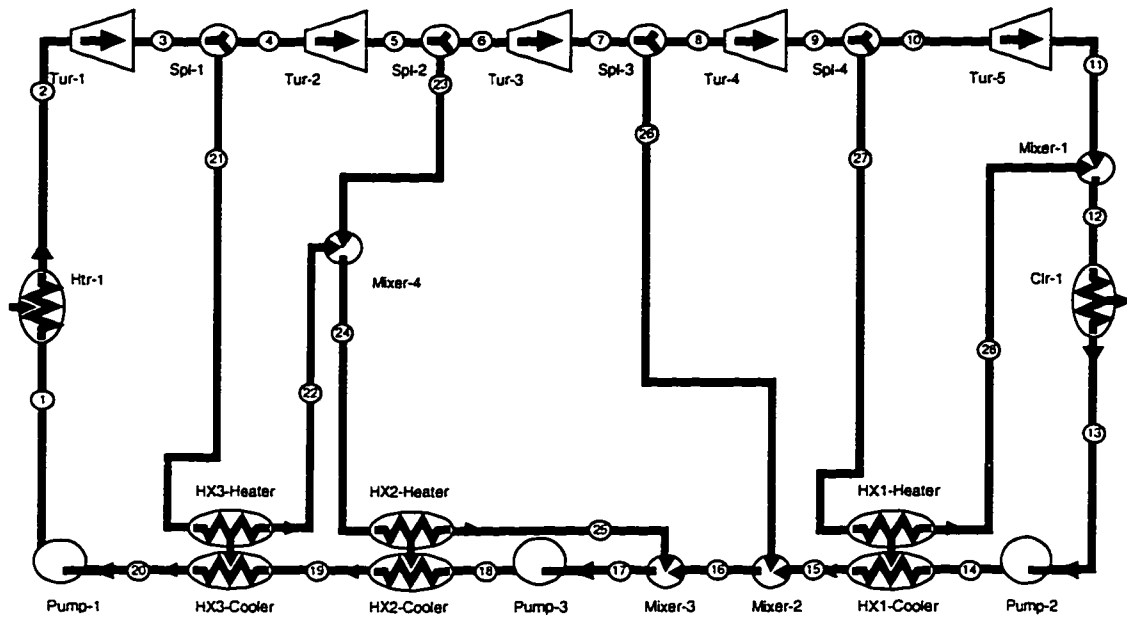 3
4
5
6
7
8
9
10
Tur-1
Spl-1
Tur-2
Spl-2
Tur-3
Spl-3
Tur-4
Spl-4
Tur-5
2
23
11
21
26
27
Mixer-1
12
Htr-1
Mixer-4
Clr-1
24
28
22
1
13
HX3-Heater
HX2-Heater
HX1-Heater
25
20
19
18
17
16
15
14
Pump-1
HX3-Cooler
HX2-Cooler
Pump-3
Mixer-3
Mixer-2
HX1-Cooler
Pump-2